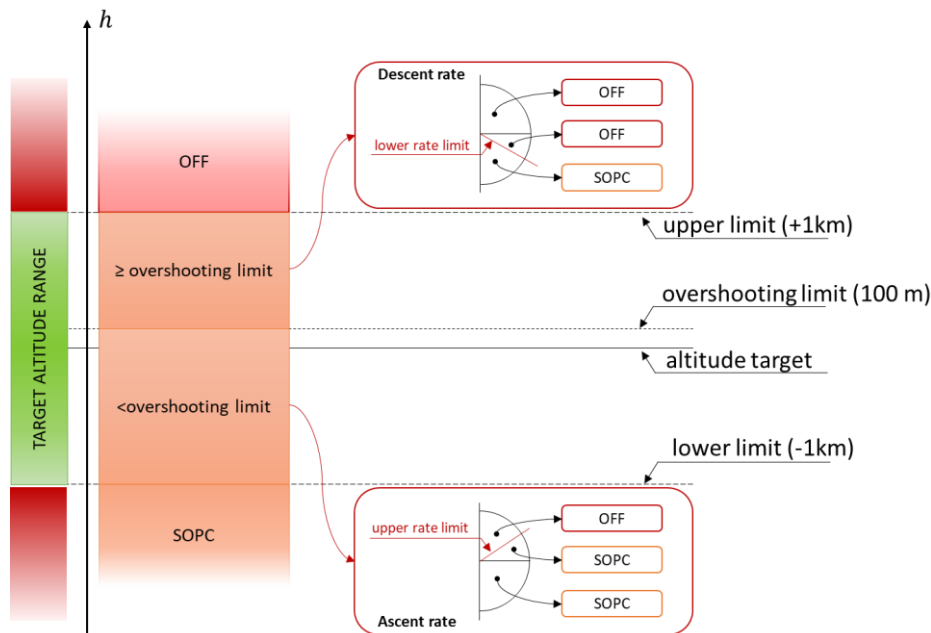 h
Descent rate
OFF
OFF
lower rate limit
OFF
SOPC
upper limit (+1km)
≥ overshooting limit
overshooting limit (100 m)
TARGET ALTITUDE RANGE
altitude target
<overshooting limit
lower limit (-1km)
OFF
SOPC
upper rate limit
SOPC
SOPC
Ascent rate